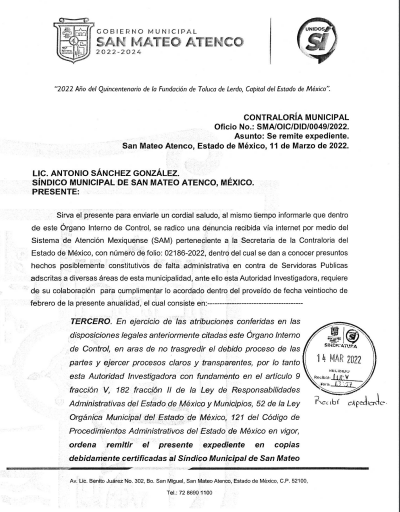 GOBIERNO MUNICIPAL
SAN MATEO ATENCO
2022-2024
UNIDOS
SÍ
"2022 Año del Quincentenario de la Fundación de Toluca de Lerdo, Capital del Estado de México".
CONTRALORÍA MUNICIPAL
Oficio No.: SMA/OIC/DID/0049/2022.
Asunto: Se remite expediente.
San Mateo Atenco, Estado de México, 11 de Marzo de 2022.
LIC. ANTONIO SÁNCHEZ GONZÁLEZ.
SÍNDICO MUNICIPAL DE SAN MATEO ATENCO, MÉXICO.
PRESENTE:
Sirva el presente para enviarle un cordial saludo, al mismo tiempo informarle que dentro
de este Órgano Interno de Control, se radico una denuncia recibida vía internet por medio del
Sistema de Atención Mexiquense (SAM) perteneciente a la Secretaria de la Contraloría del
Estado de México, con número de folio: 02186-2022, dentro del cual se dan a conocer presuntos
hechos posiblemente constitutivos de falta administrativa en contra de Servidoras Publicas
adscritas a diversas áreas de esta municipalidad, ante ello esta Autoridad Investigadora, requiere
de su colaboración para cumplimentar lo acordado dentro del proveído de fecha veintiocho de
febrero de la presente anualidad, el cual consiste en:
TERCERO. En ejercicio de las atribuciones conferidas en las
disposiciones legales anteriormente citadas este Órgano Interno
de Control, en aras de no trasgredir el debido proceso de las
partes y ejercer procesos claros y transparentes, por lo tanto
esta Autoridad Investigadora con fundamento en el artículo 9
fracción V, 182 fracción II de la Ley de Responsabilidades
Administrativas del Estado de México y Municipios, 52 de la Ley
Orgánica Municipal del Estado de México, 121 del Código de
Procedimientos Administrativos del Estado de México en vigor,
ordena remitir el presente expediente en copias
debidamente certificadas al Síndico Municipal de San Mateo
SINDICATURA
14 MAR 2022
Recibí expediente.
Av. Lic. Benito Juárez No. 302, Bo. San Miguel, San Mateo Atenco, Estado de México, C.P. 52100,
Tel.: 72 8690 1100